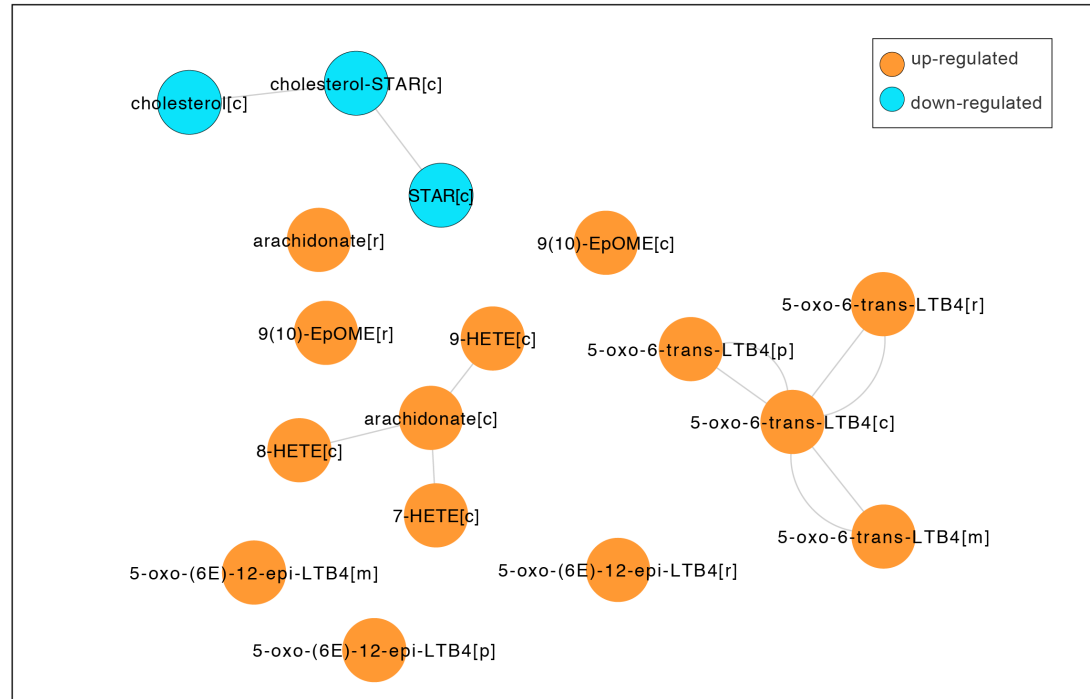 up-regulated
down-regulated
cholesterol-STAR[c]
cholesterol[c]
STAR[c]
arachidonate[r]
9(10)-EpOME[c]
5-oxo-6-trans-LTB4[r]
9(10)-EpOME[r]
9-HETE[c]
5-oxo-6-trans-LTB4[p]
arachidonate[c]
5-oxo-6-trans-LTB4[c]
8-HETE[c]
7-HETE[c]
5-oxo-6-trans-LTB4[m]
5-oxo-(6E)-12-epi-LTB4[m]
5-oxo-(6E)-12-epi-LTB4[r]
5-oxo-(6E)-12-epi-LTB4[p]